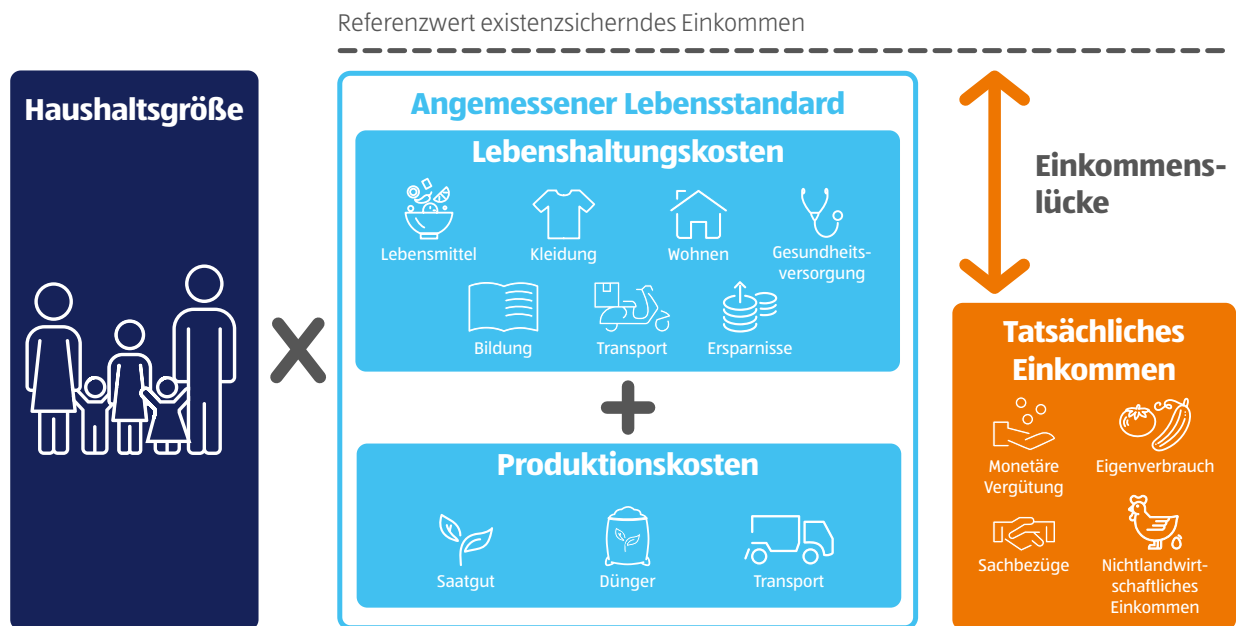 Referenzwert existenzsicherndes Einkommen
Haushaltsgröße
Angemessener Lebensstandard
Lebenshaltungskosten
Lebensmittel
Kleidung
Wohnen
Gesundheits-
versorgung
Bildung
Transport
Ersparnisse
Produktionskosten
Saatgut
Dünger
Transport
Einkommens-
lücke
Tatsächliches
Einkommen
Monetäre
Vergütung
Eigenverbrauch
Sachbezüge
Nichtlandwirt-
schaftliches
Einkommen